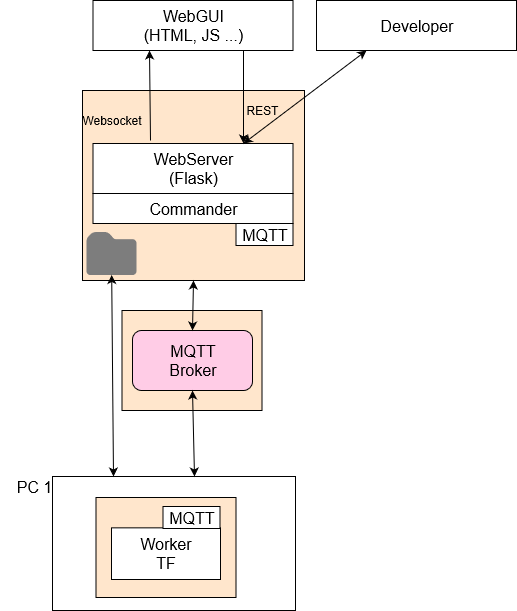 WebGUI
(HTML, JS ...)
Developer
Websocket
REST
WebServer
(Flask)
Commander
MQTT
MQTT
Broker
PC 1
MQTT
Worker
TF